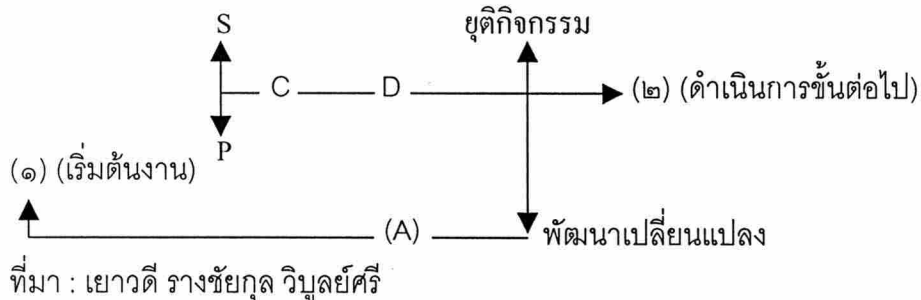 S ยุติกิจกรรม
C D (๒) (ดำเนินการขั้นต่อไป)
P
(๑) (เริ่มต้นงาน)
(A) พัฒนาเปลี่ยนแปลง
ที่มา : เยาวดี รางชัยกุล วิบูลย์ศรี